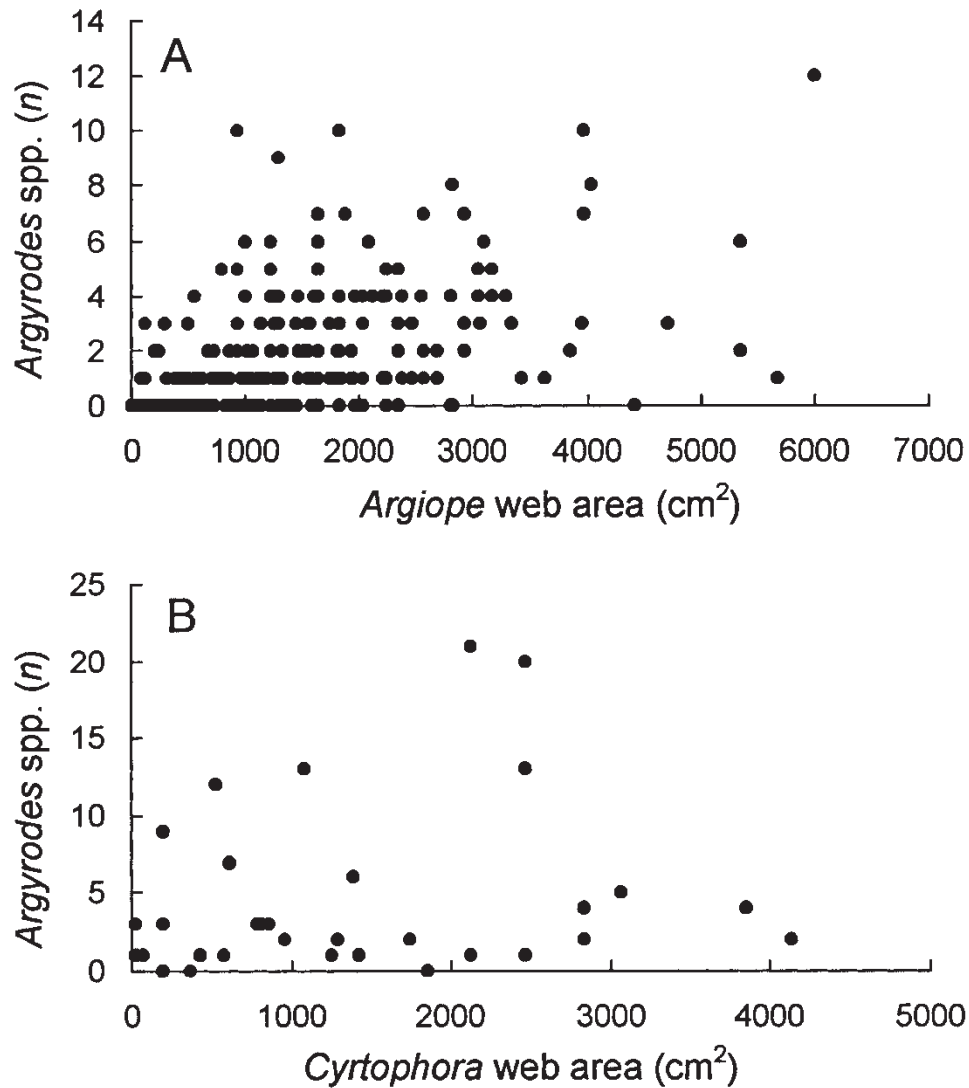 14
12
10
8
6
4
2
0
A
Argyrodes spp. (n)
0 1000 2000 3000 4000 5000 6000 7000
Argiope web area (cm²)
25
20
15
10
5
0
B
Argyrodes spp. (n)
0 1000 2000 3000 4000 5000
Cyrtophora web area (cm²)